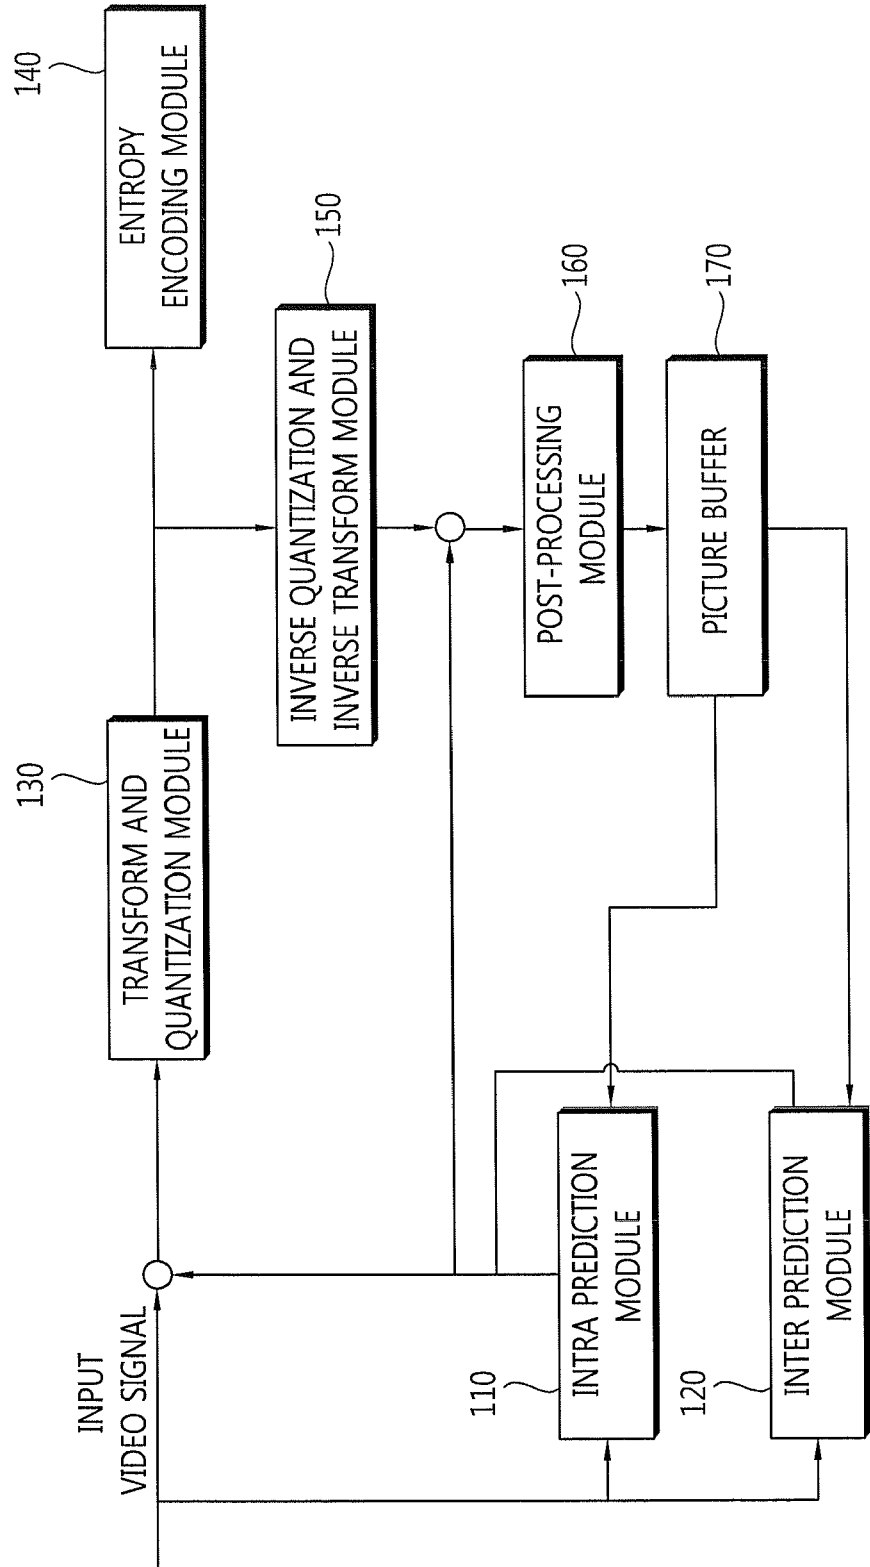 INPUT
VIDEO SIGNAL
130
TRANSFORM AND
QUANTIZATION MODULE
140
ENTROPY
ENCODING MODULE
150
INVERSE QUANTIZATION AND
INVERSE TRANSFORM MODULE
160
POST-PROCESSING
MODULE
170
PICTURE BUFFER
110
INTRA PREDICTION
MODULE
120
INTER PREDICTION
MODULE